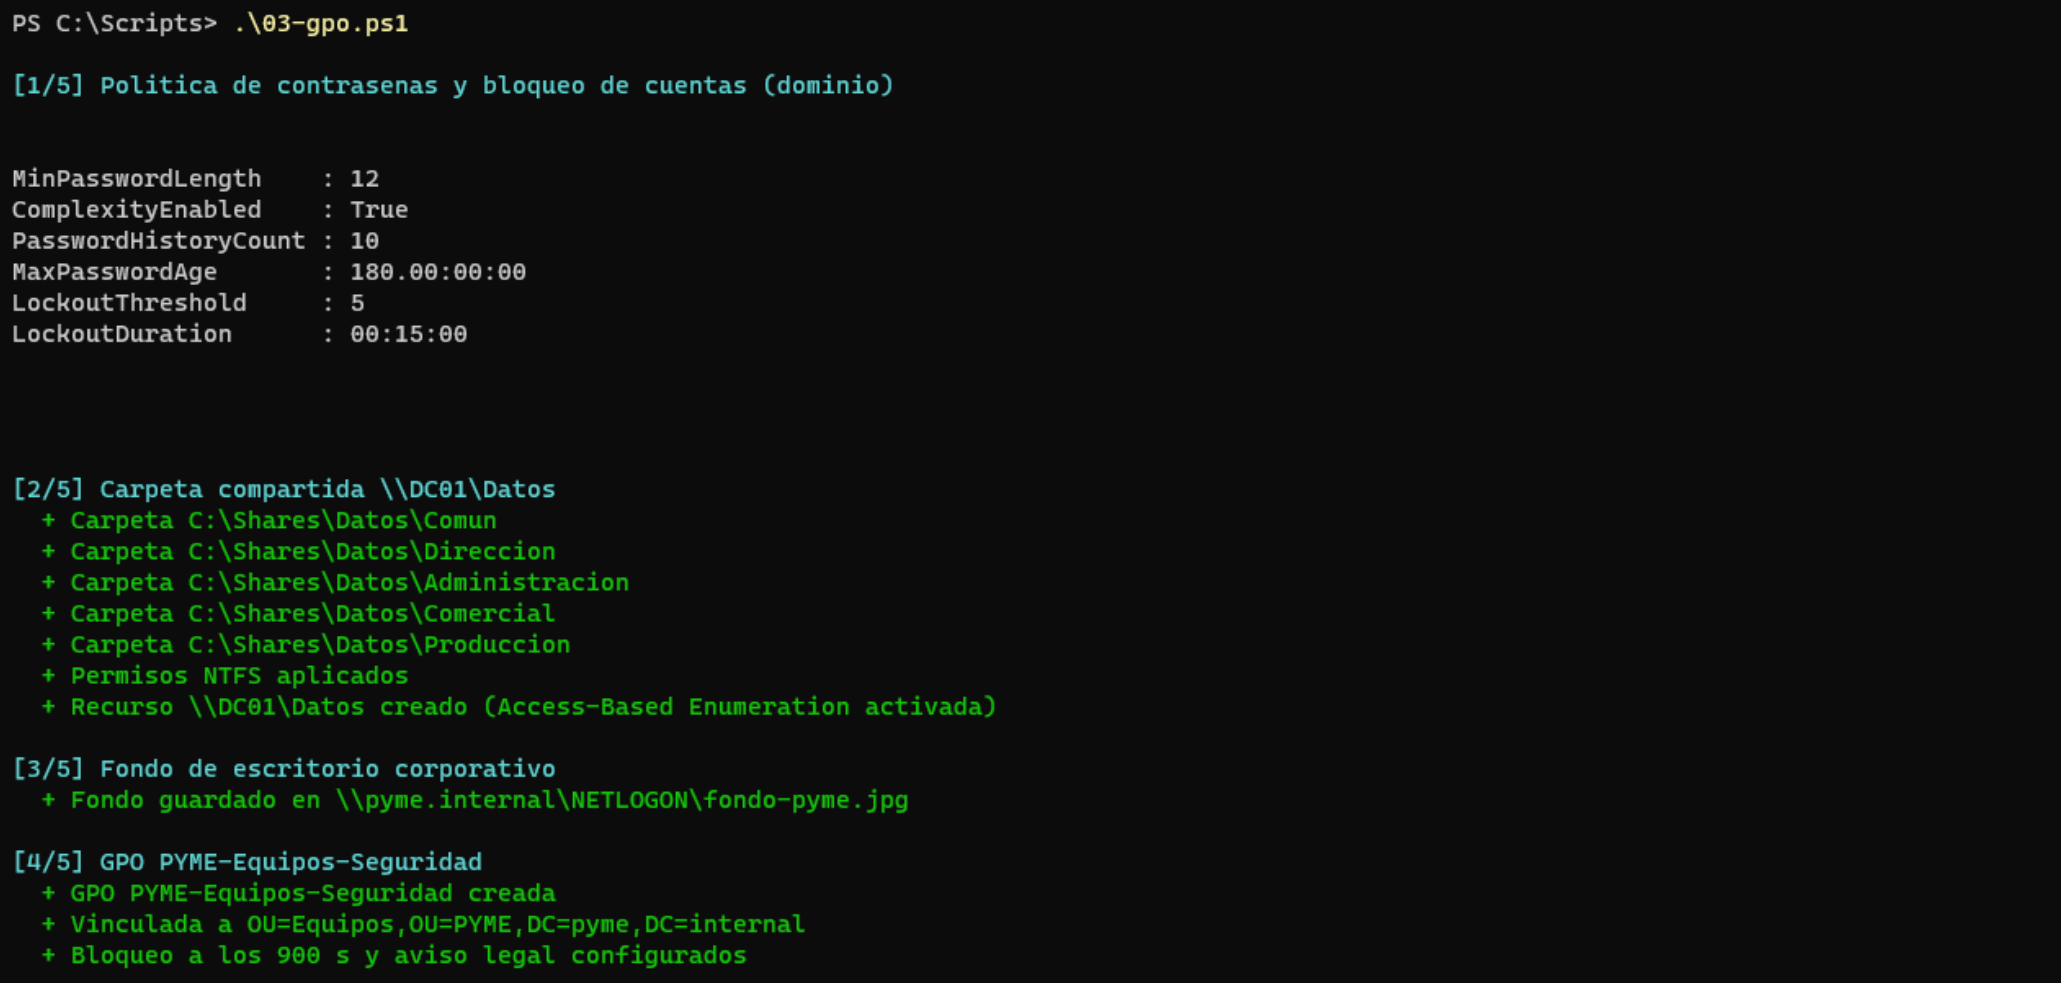 PS C:\Scripts> .\03-gpo.ps1
[1/5] Politica de contrasenas y bloqueo de cuentas (dominio)
MinPasswordLength    : 12
ComplexityEnabled    : True
PasswordHistoryCount : 10
MaxPasswordAge       : 180.00:00:00
LockoutThreshold     : 5
LockoutDuration      : 00:15:00
[2/5] Carpeta compartida \\DC01\Datos
  + Carpeta C:\Shares\Datos\Comun
  + Carpeta C:\Shares\Datos\Direccion
  + Carpeta C:\Shares\Datos\Administracion
  + Carpeta C:\Shares\Datos\Comercial
  + Carpeta C:\Shares\Datos\Produccion
  + Permisos NTFS aplicados
  + Recurso \\DC01\Datos creado (Access-Based Enumeration activada)
[3/5] Fondo de escritorio corporativo
  + Fondo guardado en \\pyme.internal\NETLOGON\fondo-pyme.jpg
[4/5] GPO PYME-Equipos-Seguridad
  + GPO PYME-Equipos-Seguridad creada
  + Vinculada a OU=Equipos,OU=PYME,DC=pyme,DC=internal
  + Bloqueo a los 900 s y aviso legal configurados